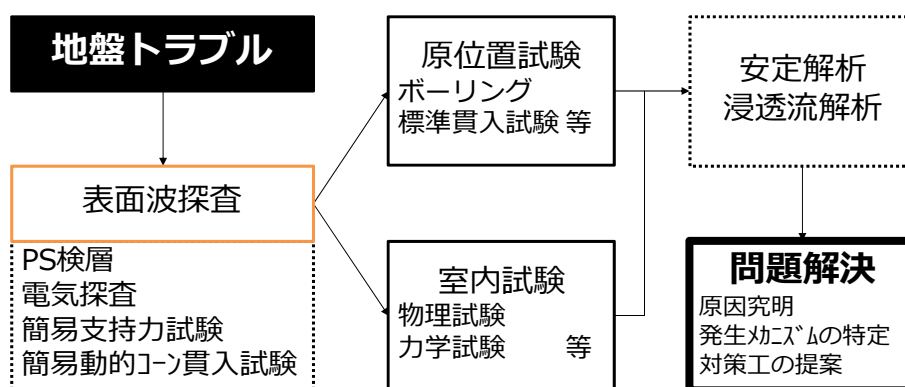 地盤トラブル
表面波探査
PS検層
電気探査
簡易支持力試験
簡易動的ｺｰﾝ貫入試験
原位置試験
ボーリング
標準貫入試験 等
室内試験
物理試験
力学試験 等
安定解析
浸透流解析
問題解決
原因究明
発生ﾒｶﾆｽﾞﾑの特定
対策工の提案